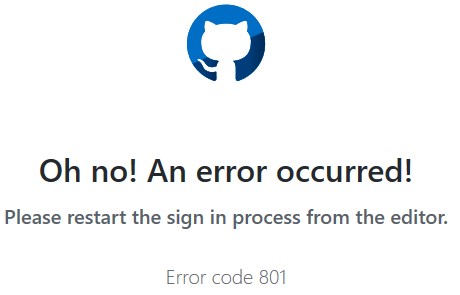 Oh no! An error occurred!
Please restart the sign in process from the editor.
Error code 801